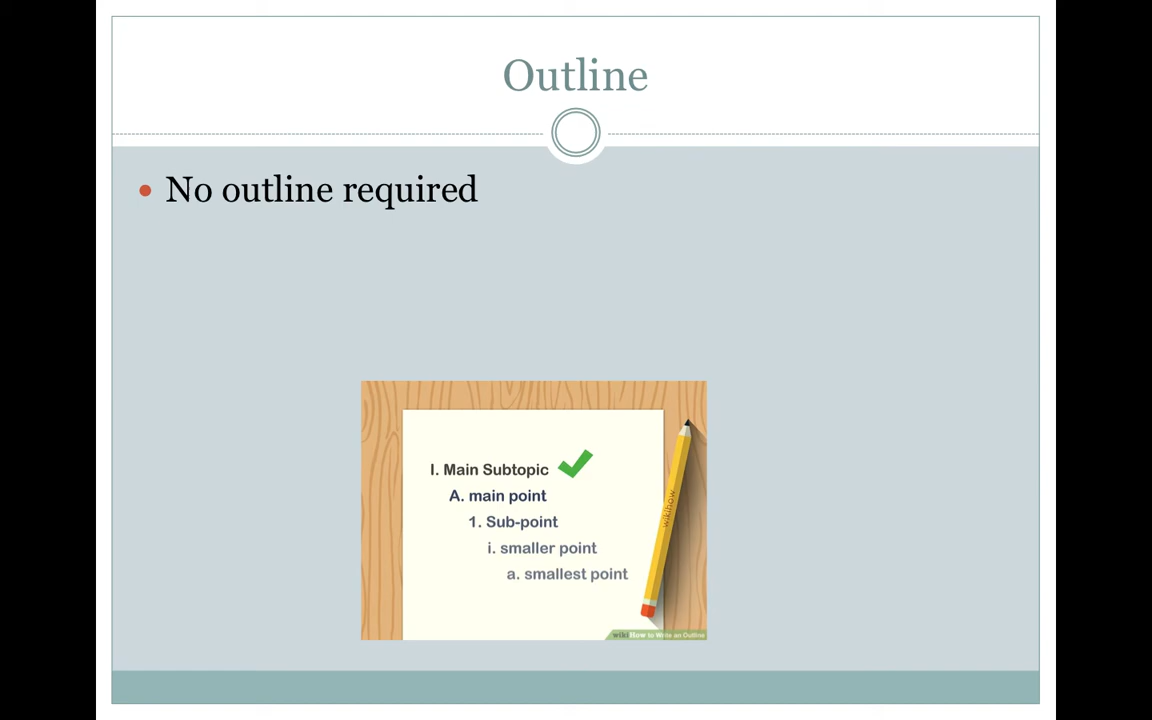 Outline
No outline required
I. Main Subtopic
A. main point
1. Sub-point
i. smaller point
a. smallest point
wikihow
wikiHow to Write an Outline